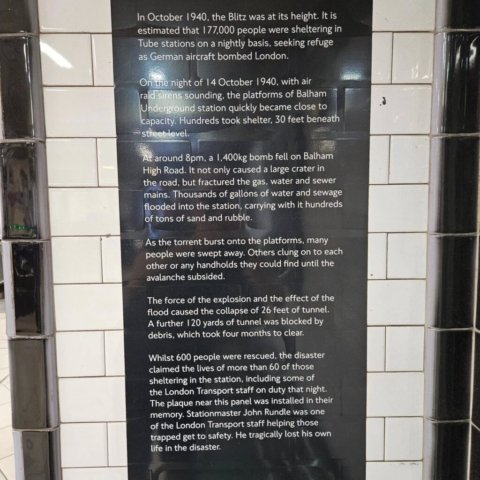 In October 1940, the Blitz was at its height. It is
estimated that 177,000 people were sheltering in
Tube stations on a nightly basis, seeking refuge
as German aircraft bombed London.
On the night of 14 October 1940, with air
raid sirens sounding, the platforms of Balham
Underground station quickly became close to
capacity. Hundreds took shelter, 30 feet beneath
street level.
At around 8pm, a 1,400kg bomb fell on Balham
High Road. It not only caused a large crater in
the road, but fractured the gas, water and sewer
mains. Thousands of gallons of water and sewage
flooded into the station, carrying with it hundreds
of tons of sand and rubble.
As the torrent burst onto the platforms, many
people were swept away. Others clung on to each
other or any handholds they could find until the
avalanche subsided.
The force of the explosion and the effect of the
flood caused the collapse of 26 feet of tunnel.
A further 120 yards of tunnel was blocked by
debris, which took four months to clear.
Whilst 600 people were rescued, the disaster
claimed the lives of more than 60 of those
sheltering in the station, including some of
the London Transport staff on duty that night.
The plaque near this panel was installed in their
memory. Stationmaster John Rundle was one
of the London Transport staff helping those
trapped get to safety. He tragically lost his own
life in the disaster.